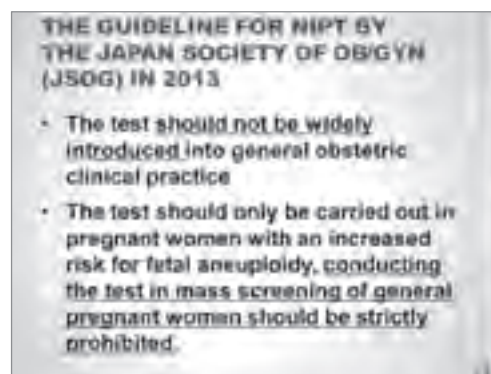 THE GUIDELINE FOR NIPT BY
THE JAPAN SOCIETY OF OB/GYN
(JSOG) IN 2013
• The test should not be widely
introduced into general obstetric
clinical practice
• The test should only be carried out in
pregnant women with an increased
risk for fetal aneuploidy, conducting
the test in mass screening of general
pregnant women should be strictly
prohibited.